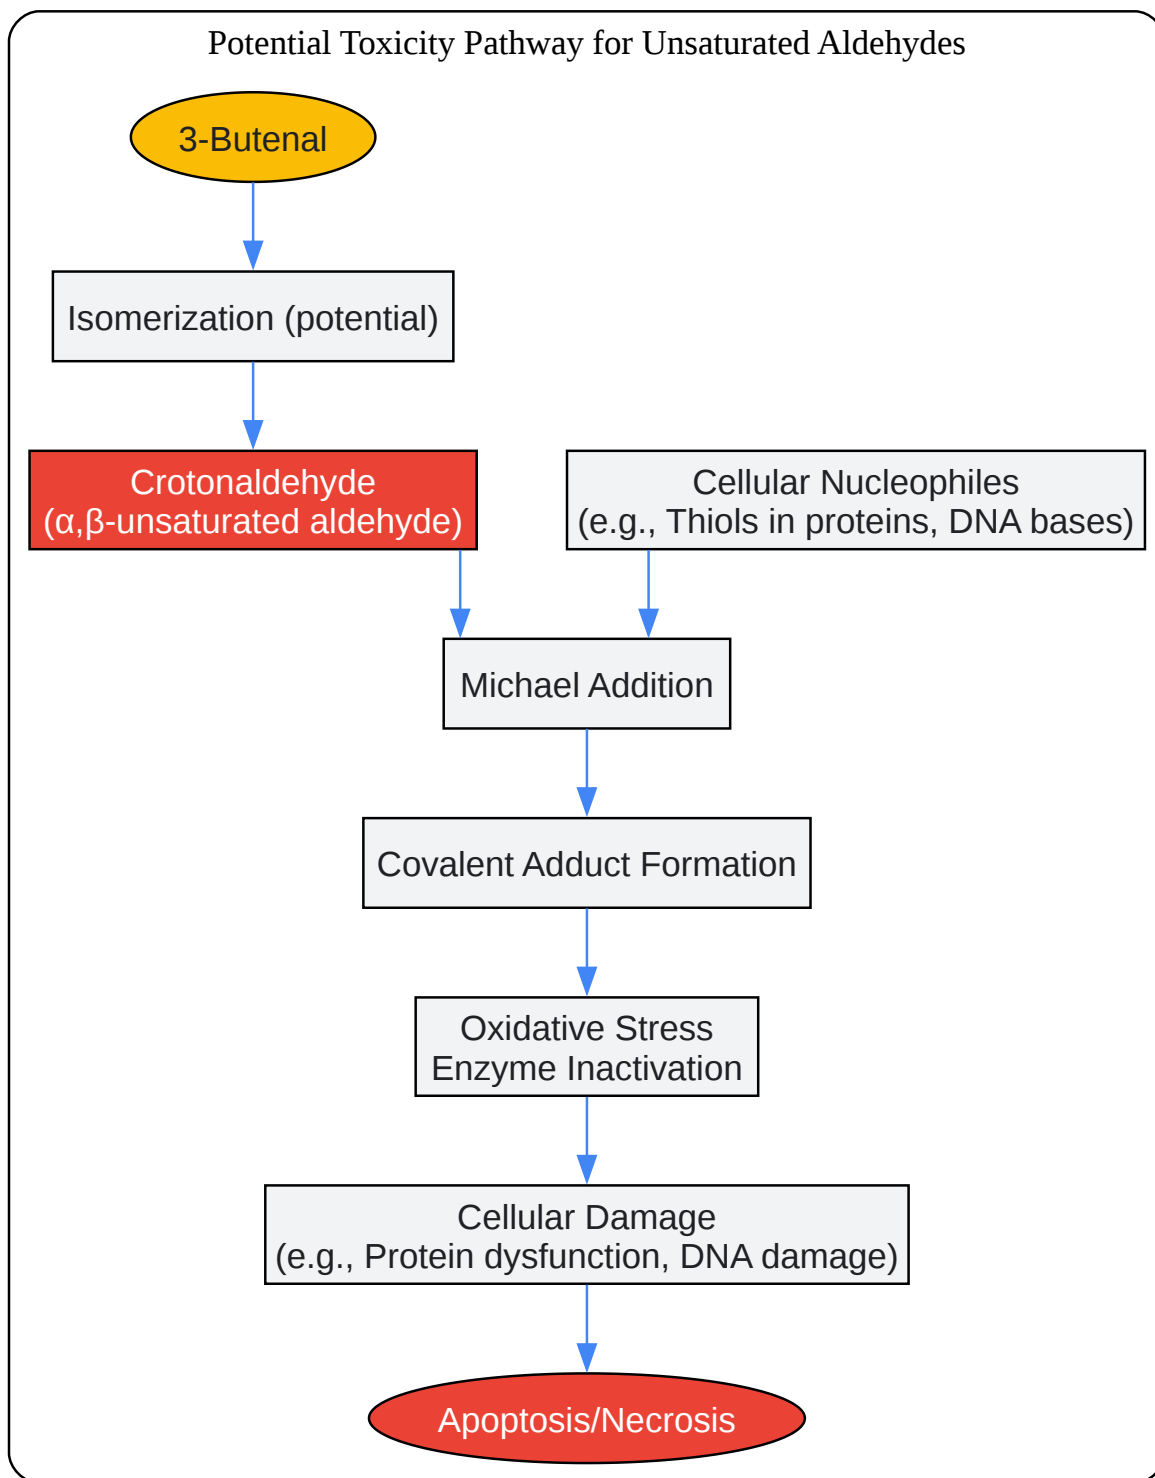 Potential Toxicity Pathway for Unsaturated Aldehydes
3-Butenal
Isomerization (potential)
Crotonaldehyde
(α,β-unsaturated aldehyde)
Cellular Nucleophiles
(e.g., Thiols in proteins, DNA bases)
Michael Addition
Covalent Adduct Formation
Oxidative Stress
Enzyme Inactivation
Cellular Damage
(e.g., Protein dysfunction, DNA damage)
Apoptosis/Necrosis